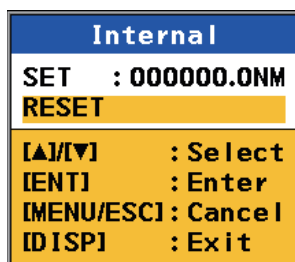 Internal
SET : 000000.0NM
RESET
[▲]/[▼] : Select
[ENT] : Enter
[MENU/ESC] : Cancel
[DISP] : Exit